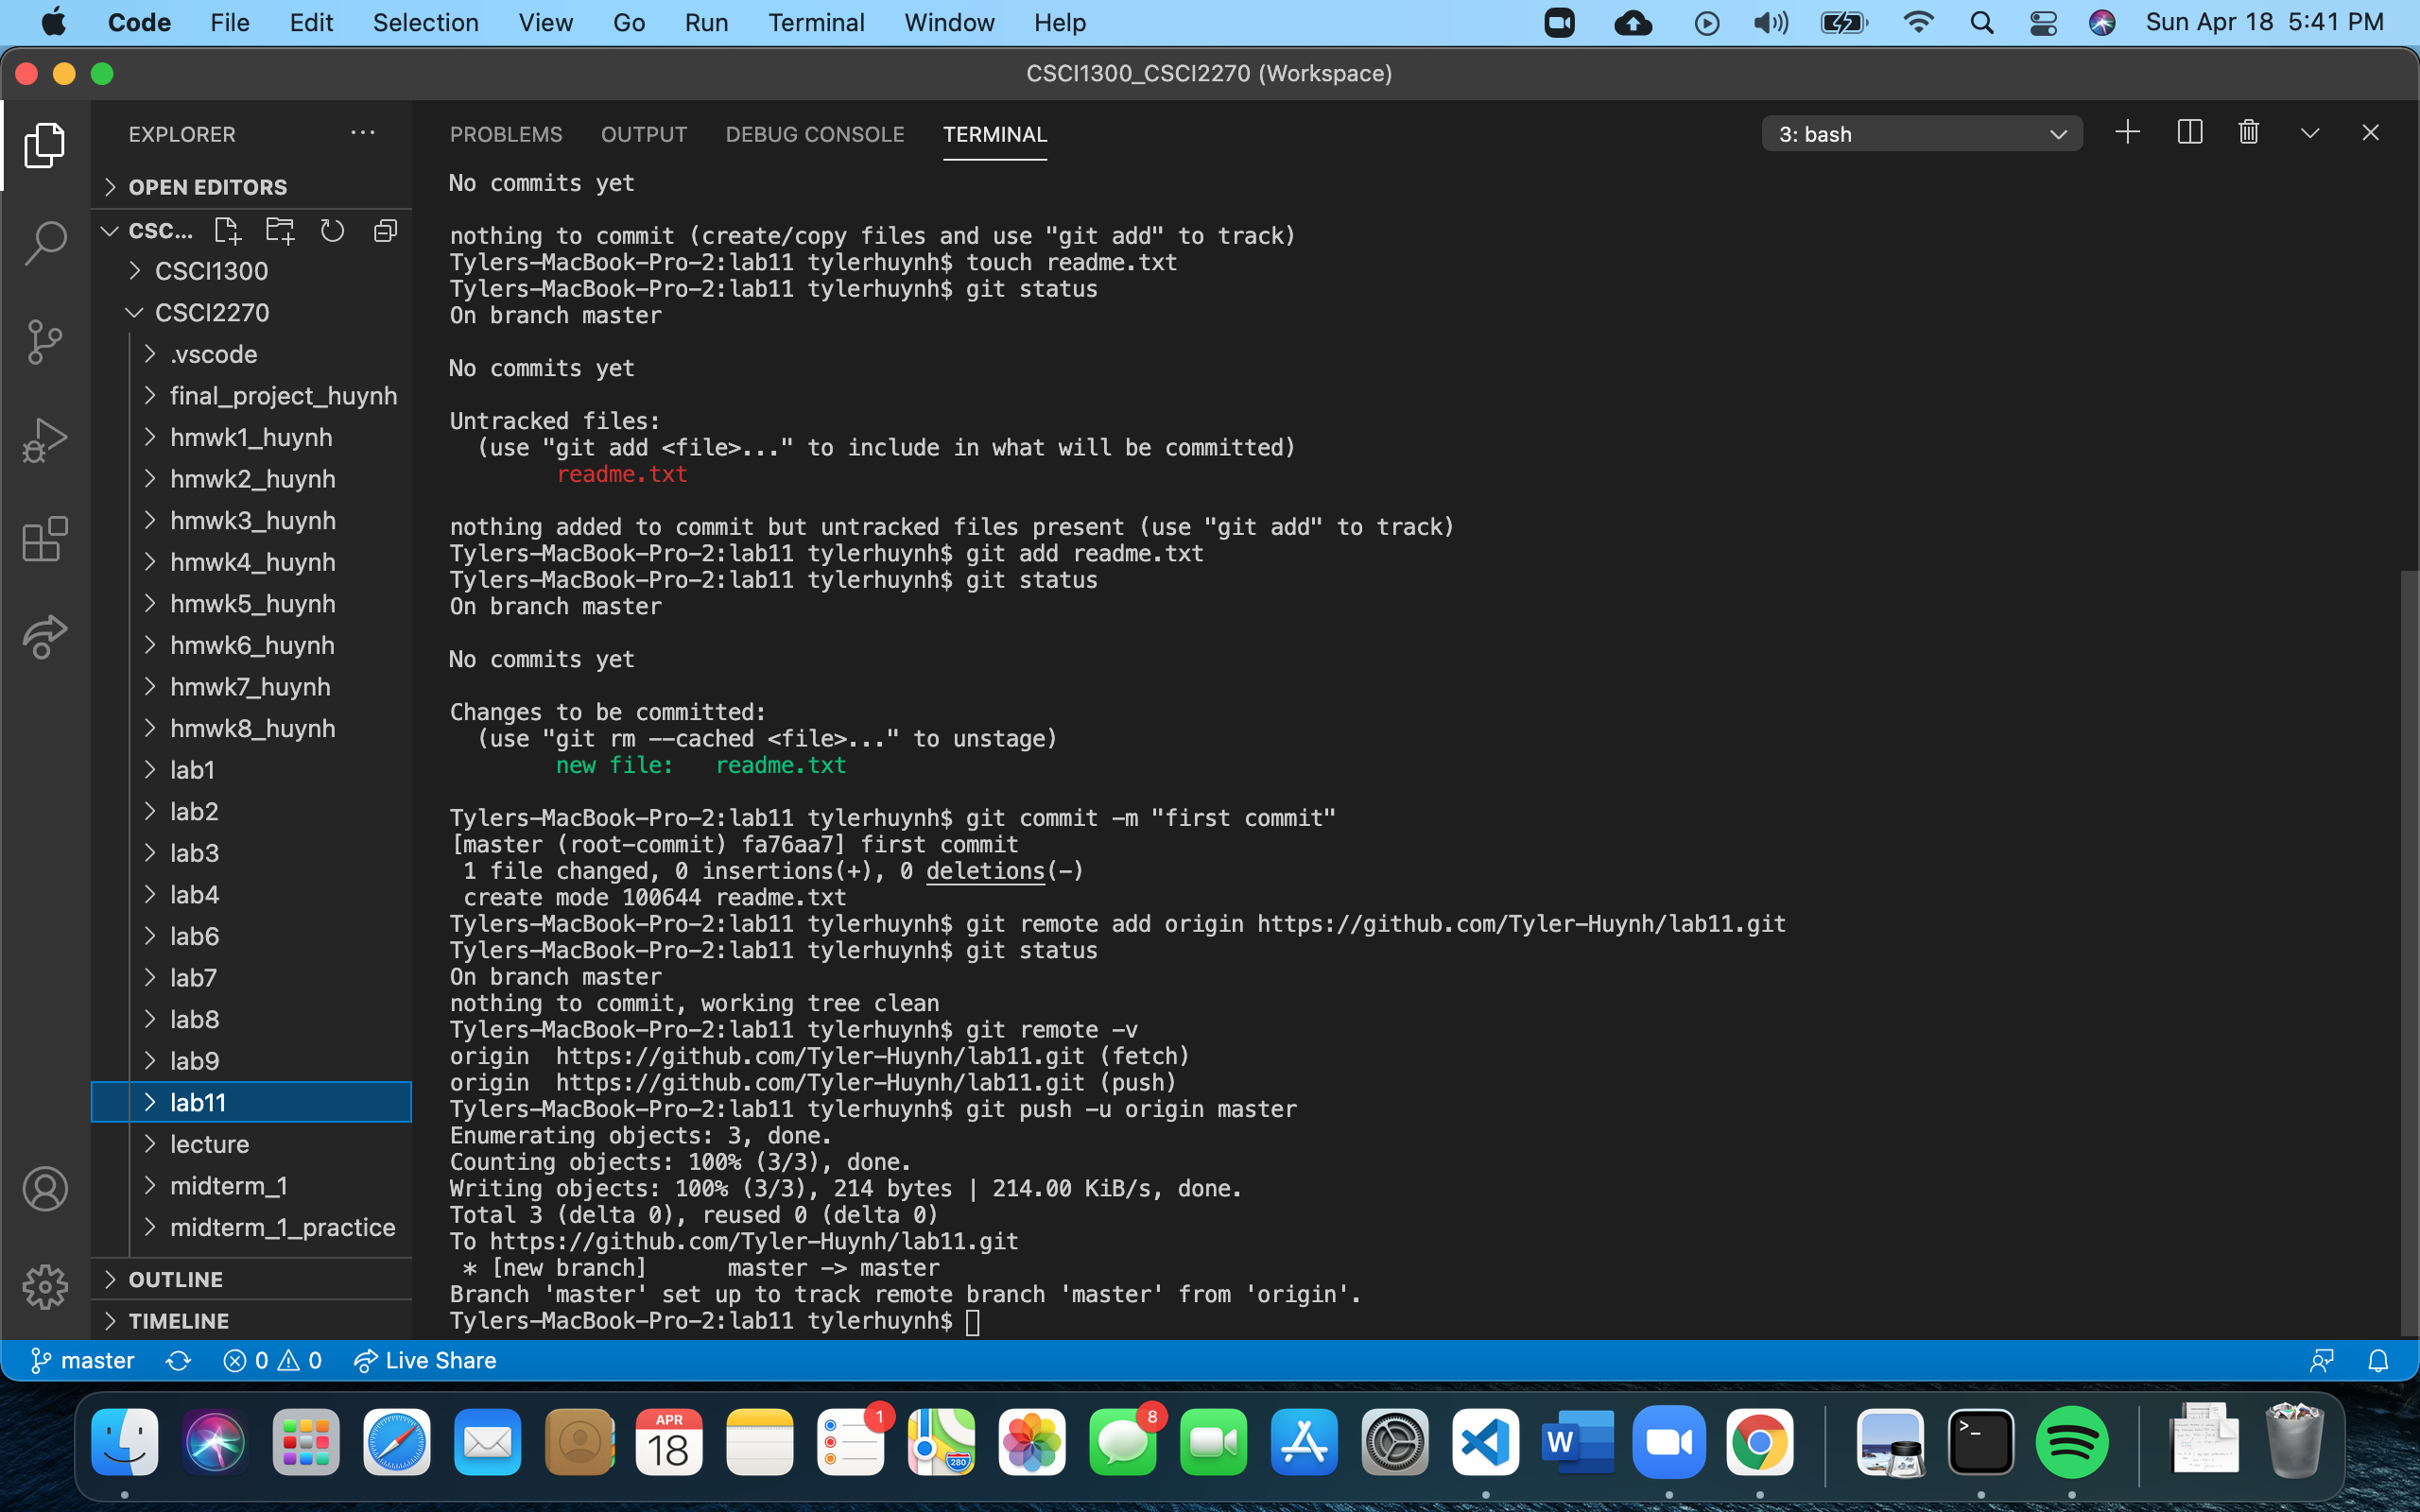 Code File Edit Selection View Go Run Terminal Window Help Sun Apr 18 5:41 PM
CSCI1300_CSCI2270 (Workspace)
EXPLORER
OPEN EDITORS
CSC...
CSCI1300
CSCI2270
.vscode
final_project_huynh
hmwk1_huynh
hmwk2_huynh
hmwk3_huynh
hmwk4_huynh
hmwk5_huynh
hmwk6_huynh
hmwk7_huynh
hmwk8_huynh
lab1
lab2
lab3
lab4
lab6
lab7
lab8
lab9
lab11
lecture
midterm_1
midterm_1_practice
OUTLINE
TIMELINE
PROBLEMS OUTPUT DEBUG CONSOLE TERMINAL 3: bash
No commits yet
nothing to commit (create/copy files and use "git add" to track)
Tylers-MacBook-Pro-2:lab11 tylerhuynh$ touch readme.txt
Tylers-MacBook-Pro-2:lab11 tylerhuynh$ git status
On branch master
No commits yet
Untracked files:
(use "git add <file>..." to include in what will be committed)
readme.txt
nothing added to commit but untracked files present (use "git add" to track)
Tylers-MacBook-Pro-2:lab11 tylerhuynh$ git add readme.txt
Tylers-MacBook-Pro-2:lab11 tylerhuynh$ git status
On branch master
No commits yet
Changes to be committed:
(use "git rm --cached <file>..." to unstage)
new file: readme.txt
Tylers-MacBook-Pro-2:lab11 tylerhuynh$ git commit -m "first commit"
[master (root-commit) fa76aa7] first commit
1 file changed, 0 insertions(+), 0 deletions(-)
create mode 100644 readme.txt
Tylers-MacBook-Pro-2:lab11 tylerhuynh$ git remote add origin https://github.com/Tyler-Huynh/lab11.git
Tylers-MacBook-Pro-2:lab11 tylerhuynh$ git status
On branch master
nothing to commit, working tree clean
Tylers-MacBook-Pro-2:lab11 tylerhuynh$ git remote -v
origin https://github.com/Tyler-Huynh/lab11.git (fetch)
origin https://github.com/Tyler-Huynh/lab11.git (push)
Tylers-MacBook-Pro-2:lab11 tylerhuynh$ git push -u origin master
Enumerating objects: 3, done.
Counting objects: 100% (3/3), done.
Writing objects: 100% (3/3), 214 bytes | 214.00 KiB/s, done.
Total 3 (delta 0), reused 0 (delta 0)
To https://github.com/Tyler-Huynh/lab11.git
* [new branch] master -> master
Branch 'master' set up to track remote branch 'master' from 'origin'.
Tylers-MacBook-Pro-2:lab11 tylerhuynh$
master 0 0 Live Share
APR
18
1
280
8
W
>_